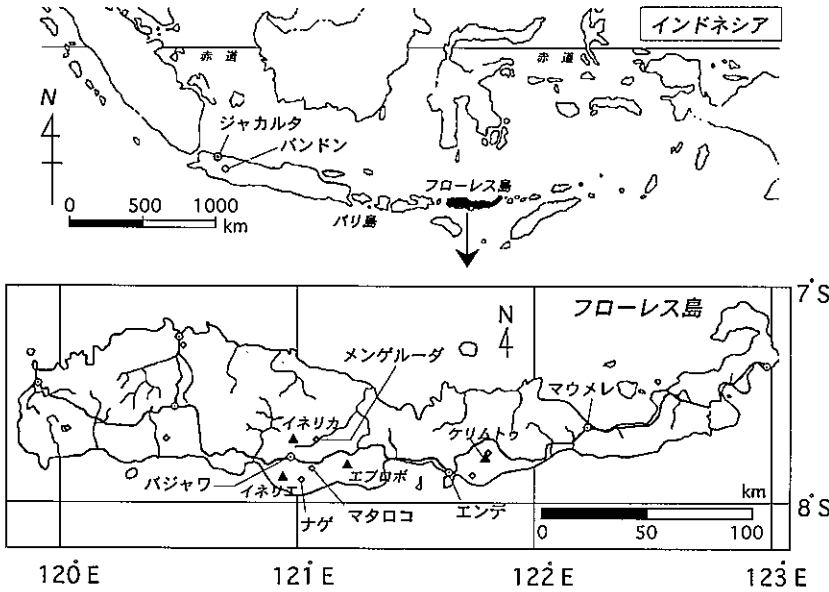 インドネシア
赤道
赤道
N
ジャカルタ
バンドン
フローレス島
0 500 1000
km
バリ島
7°S
N
フローレス島
メンゲルーダ
マウメレ
イネリカ
ケリムトゥ
バジャワ
イネリエ
エブロボ
km
ナゲ
マタロコ
エンデ
8°S
0 50 100
120°E
121°E
122°E
123°E